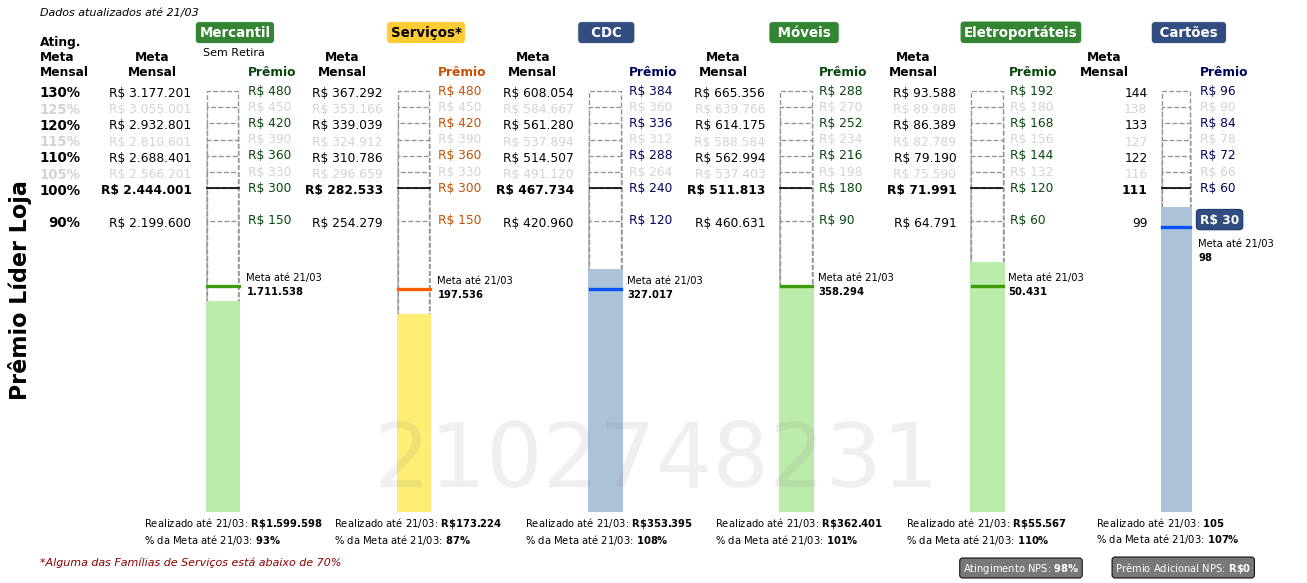 Dados atualizados até 21/03
Mercantil Serviços* CDC Móveis Eletroportáteis Cartões
Sem Retira
Ating. Meta Mensal
Meta Mensal Prêmio Meta Mensal Prêmio Meta Mensal Prêmio Meta Mensal Prêmio Meta Mensal Prêmio Meta Mensal Prêmio
130% R$ 3.177.201 R$ 480 R$ 367.292 R$ 480 R$ 608.054 R$ 384 R$ 665.356 R$ 288 R$ 93.588 R$ 192 144 R$ 96
125% R$ 3.055.001 R$ 450 R$ 353.166 R$ 450 R$ 584.667 R$ 360 R$ 639.766 R$ 270 R$ 89.988 R$ 180 138 R$ 90
120% R$ 2.932.801 R$ 420 R$ 339.039 R$ 420 R$ 561.280 R$ 336 R$ 614.175 R$ 252 R$ 86.389 R$ 168 133 R$ 84
115% R$ 2.810.601 R$ 390 R$ 324.912 R$ 390 R$ 537.894 R$ 312 R$ 588.584 R$ 234 R$ 82.789 R$ 156 127 R$ 78
110% R$ 2.688.401 R$ 360 R$ 310.786 R$ 360 R$ 514.507 R$ 288 R$ 562.994 R$ 216 R$ 79.190 R$ 144 122 R$ 72
105% R$ 2.566.201 R$ 330 R$ 296.659 R$ 330 R$ 491.120 R$ 264 R$ 537.403 R$ 198 R$ 75.590 R$ 132 116 R$ 66
100% R$ 2.444.001 R$ 300 R$ 282.533 R$ 300 R$ 467.734 R$ 240 R$ 511.813 R$ 180 R$ 71.991 R$ 120 111 R$ 60
90% R$ 2.199.600 R$ 150 R$ 254.279 R$ 150 R$ 420.960 R$ 120 R$ 460.631 R$ 90 R$ 64.791 R$ 60 99 R$ 30
Prêmio Líder Loja
Meta até 21/03
1.711.538
Meta até 21/03
197.536
Meta até 21/03
327.017
Meta até 21/03
358.294
Meta até 21/03
50.431
Meta até 21/03
98
2102748231
Realizado até 21/03: R$1.599.598
% da Meta até 21/03: 93%
Realizado até 21/03: R$173.224
% da Meta até 21/03: 87%
Realizado até 21/03: R$353.395
% da Meta até 21/03: 108%
Realizado até 21/03: R$362.401
% da Meta até 21/03: 101%
Realizado até 21/03: R$55.567
% da Meta até 21/03: 110%
Realizado até 21/03: 105
% da Meta até 21/03: 107%
*Alguma das Famílias de Serviços está abaixo de 70%
Atingimento NPS: 98%
Prêmio Adicional NPS: R$0